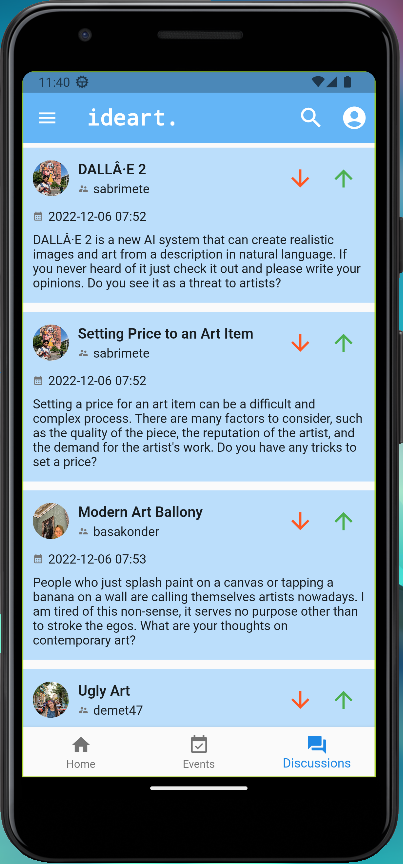 11:40
ideart.
DALLÂ·E 2
sabrimete
2022-12-06 07:52
DALLÂ·E 2 is a new AI system that can create realistic
images and art from a description in natural language. If
you never heard of it just check it out and please write your
opinions. Do you see it as a threat to artists?
Setting Price to an Art Item
sabrimete
2022-12-06 07:52
Setting a price for an art item can be a difficult and
complex process. There are many factors to consider, such
as the quality of the piece, the reputation of the artist, and
the demand for the artist's work. Do you have any tricks to
set a price?
Modern Art Ballony
basakonder
2022-12-06 07:53
People who just splash paint on a canvas or tapping a
banana on a wall are calling themselves artists nowadays. I
am tired of this non-sense, it serves no purpose other than
to stroke the egos. What are your thoughts on
contemporary art?
Ugly Art
demet47
Home Events Discussions